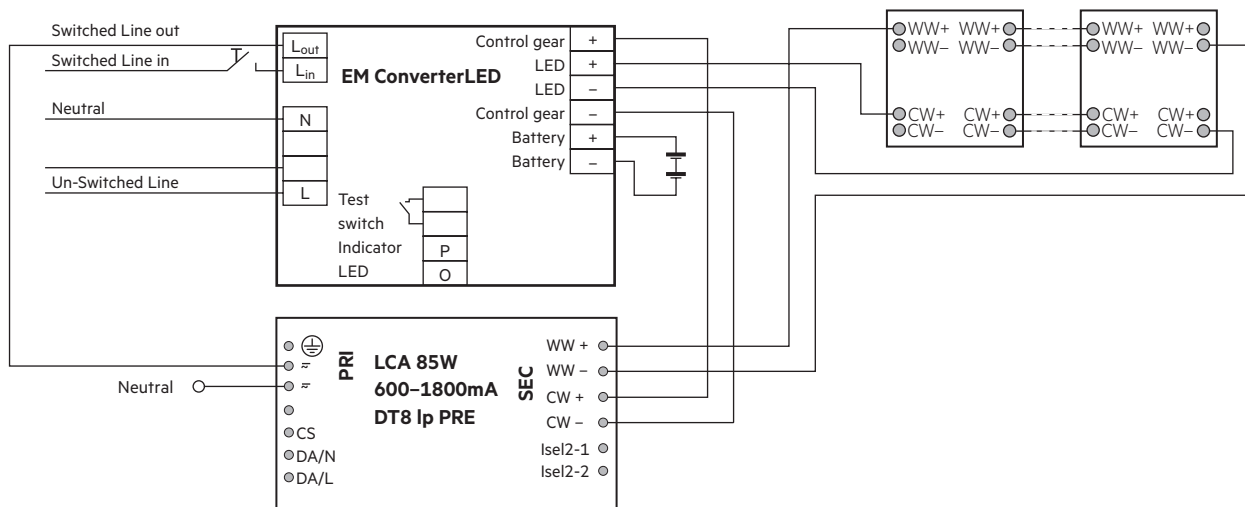 Switched Line out
Switched Line in
Neutral
Un-Switched Line
Lout
Lin
N
L
EM ConverterLED
Control gear +
LED +
LED –
Control gear –
Battery +
Battery –
Test
switch
Indicator P
LED O
WW+ WW+ WW+ WW+
WW– WW– WW– WW–
CW+ CW+ CW+ CW+
CW– CW– CW– CW–
Neutral
PRI
CS
DA/N
DA/L
LCA 85W
600–1800mA
DT8 lp PRE
SEC
WW +
WW –
CW +
CW –
Isel2-1
Isel2-2